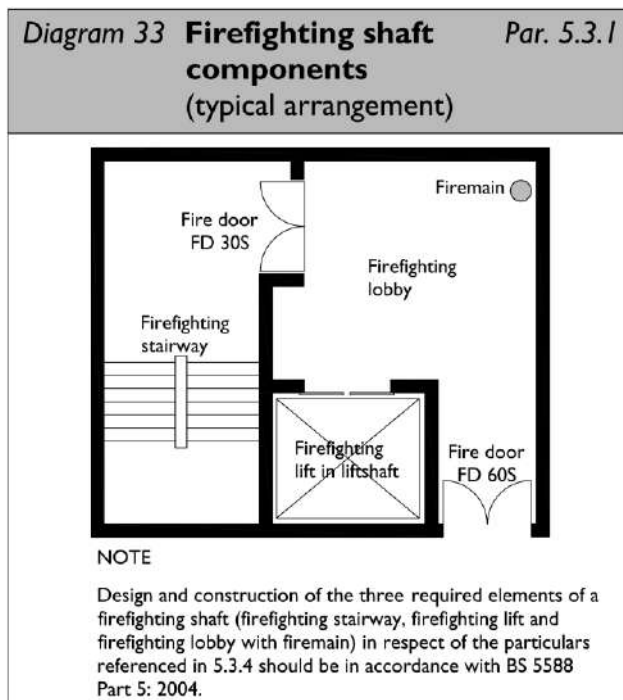 Diagram 33 Firefighting shaft Par. 5.3.1
components
(typical arrangement)
Firemain
Fire door
FD 30S
Firefighting
lobby
Firefighting
stairway
Firefighting
lift in liftshaft
Fire door
FD 60S
NOTE
Design and construction of the three required elements of a
firefighting shaft (firefighting stairway, firefighting lift and
firefighting lobby with firemain) in respect of the particulars
referenced in 5.3.4 should be in accordance with BS 5588
Part 5: 2004.